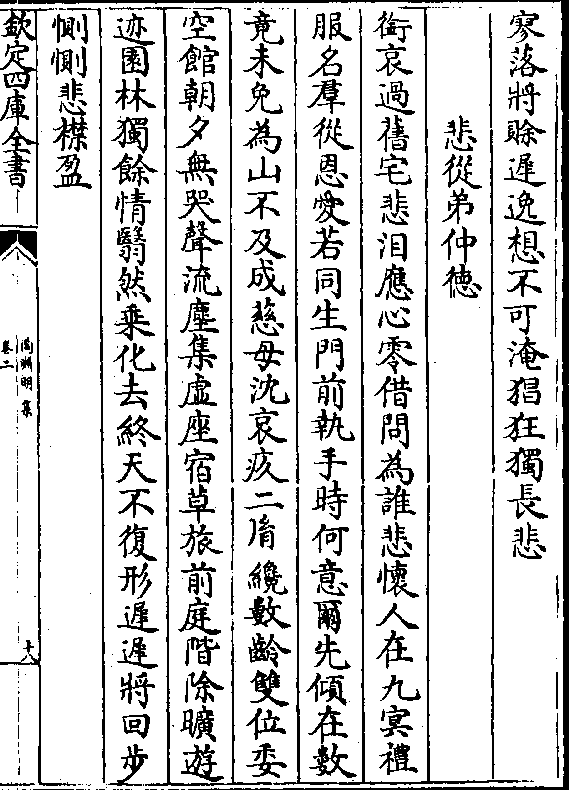 寥落將賖遲逸想不可淹猖狂獨長悲
悲從弟仲德
銜哀過舊宅悲泪應心零借問為誰悲懷人在九㝠禮
服名羣從恩愛若同生門前執手時何意爾先傾在數
竟未免為山不及成慈母沈哀疚二𦙍纔數齡雙位委
空館朝夕無哭聲流塵集虚座宿草旅前庭階除曠遊
迹園林獨餘情翳然乗化去終天不復形遲遲將回步
惻惻悲襟盈
欽定四庫全書
陶淵明集
卷二
十八